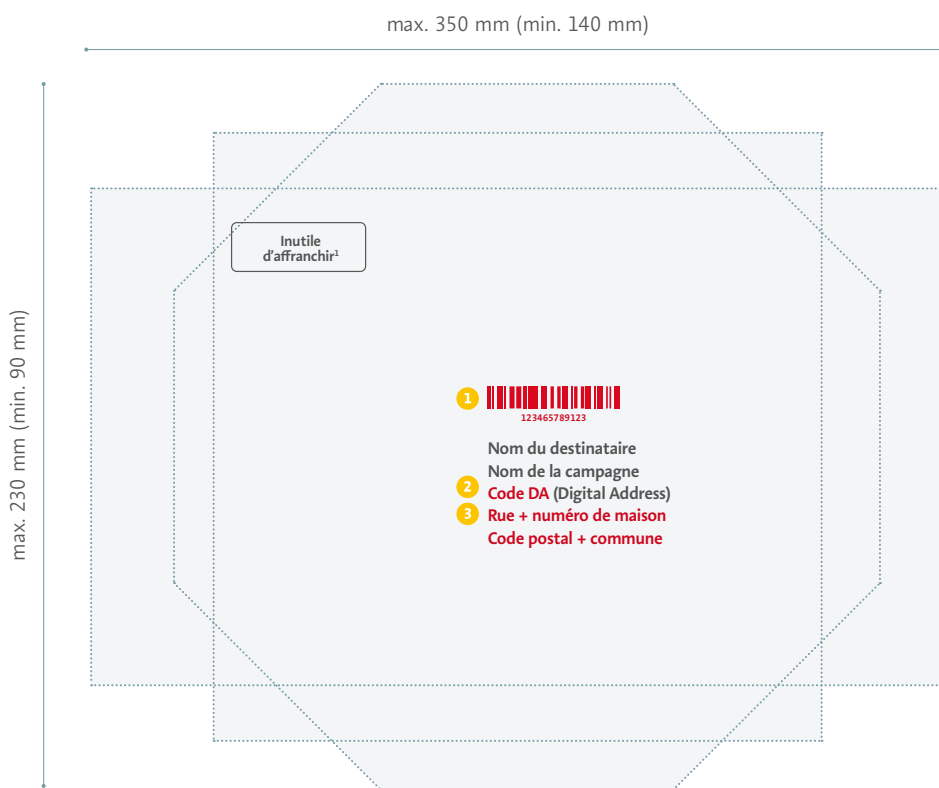 max. 350 mm (min. 140 mm)
max. 230 mm (min. 90 mm)
Inutile
d'affranchir¹
1
123465789123
Nom du destinataire
Nom de la campagne
2 Code DA (Digital Address)
3 Rue + numéro de maison
Code postal + commune